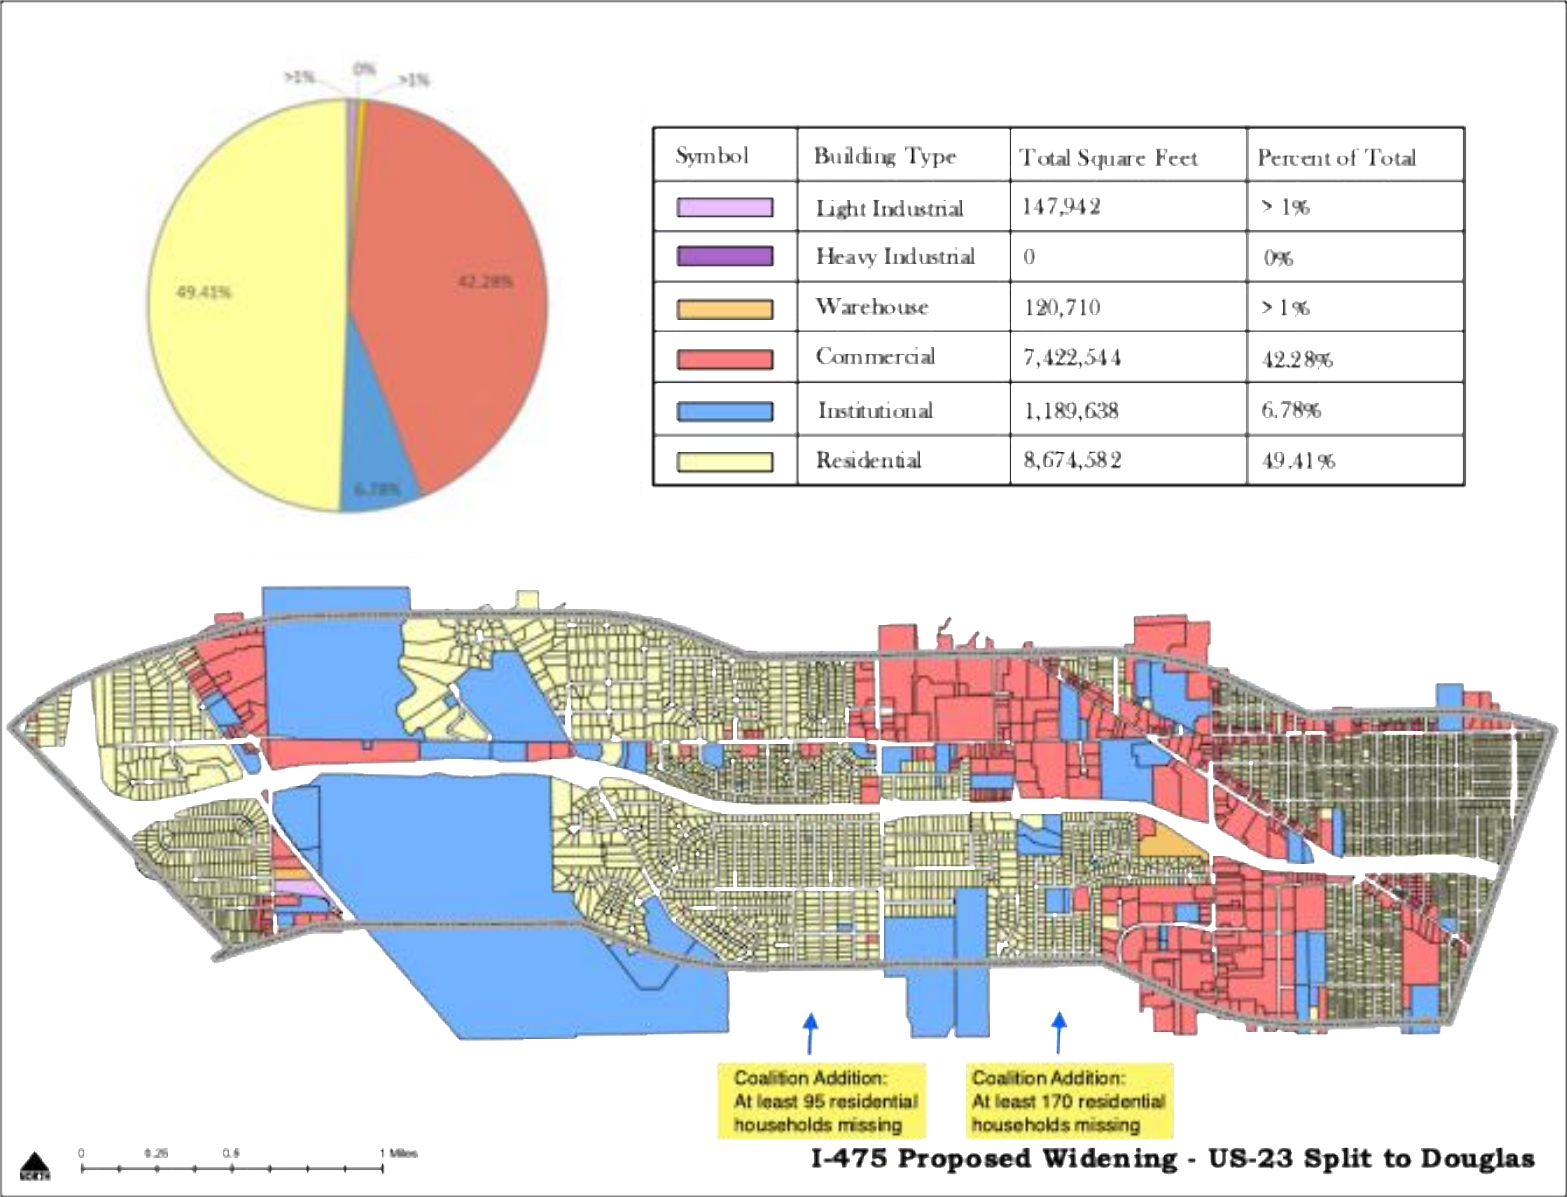 >1%
0%
>1%
49.41%
42.28%
6.78%
Symbol Building Type Total Square Feet Percent of Total
Light Industrial 147,942 > 1%
Heavy Industrial 0 0%
Warehouse 120,710 > 1%
Commercial 7,422,544 42.28%
Institutional 1,189,638 6.78%
Residential 8,674,582 49.41%
Coalition Addition:
At least 95 residential
households missing
Coalition Addition:
At least 170 residential
households missing
NORTH
0 0.25 0.5 1 Miles
I-475 Proposed Widening - US-23 Split to Douglas